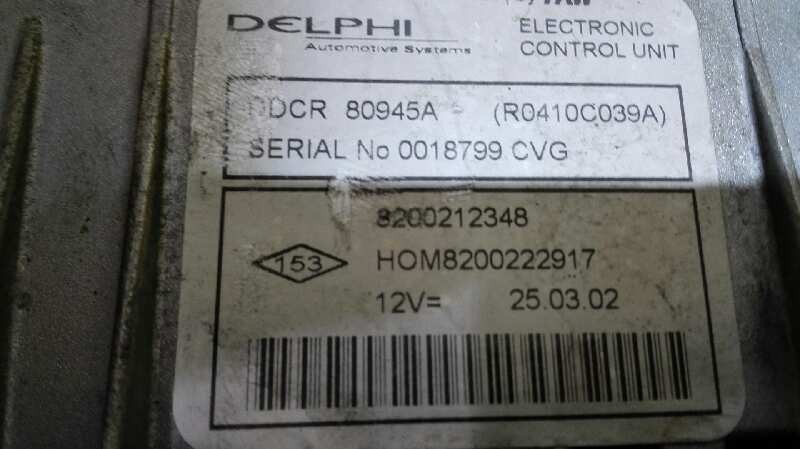 DELPHI
Automotive Systems
ELECTRONIC
CONTROL UNIT
DDCR 80945A - (R0410C039A)
SERIAL No 0018799 CVG
8200212348
153
HOM8200222917
12V= 25.03.02